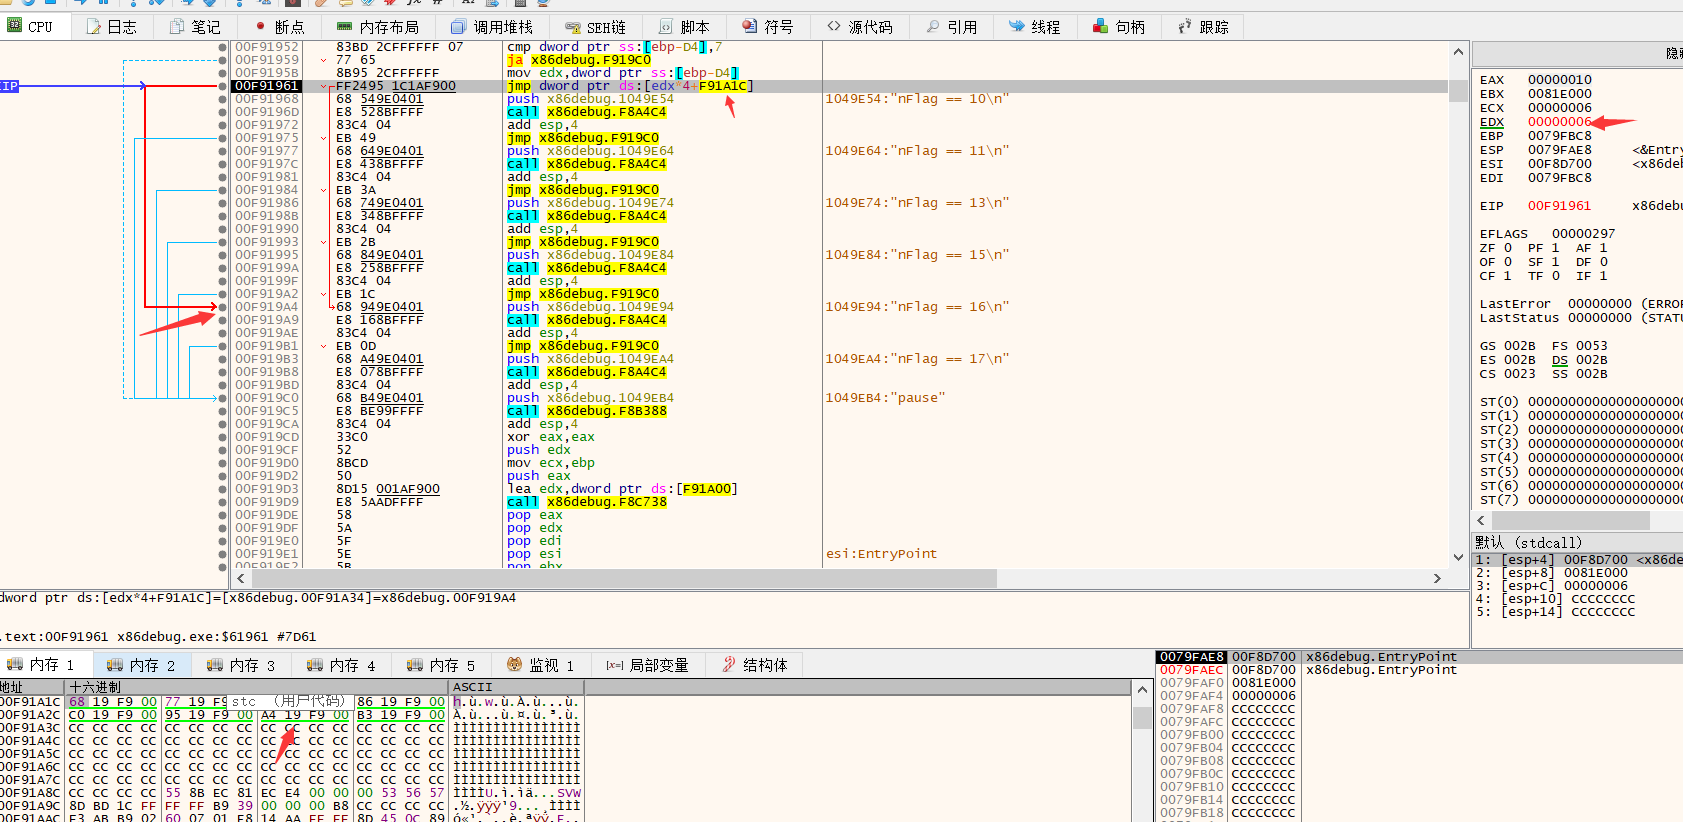 CPU 日志 笔记 断点 内存布局 调用堆栈 SEH链 脚本 符号 源代码 引用 线程 句柄 跟踪
EIP
00F91952 83BD 2CFFFFFF 07 cmp dword ptr ss:[ebp-D4],7
00F91959 77 65 ja x86debug.F919C0
00F9195B 8B95 2CFFFFFF mov edx,dword ptr ss:[ebp-D4]
00F91961 FF2495 1C1AF900 jmp dword ptr ds:[edx*4+F91A1C]
00F91968 68 549E0401 push x86debug.1049E54 1049E54:"nFlag == 10\n"
00F9196D E8 528BFFFF call x86debug.F8A4C4
00F91972 83C4 04 add esp,4
00F91975 EB 49 jmp x86debug.F919C0
00F91977 68 649E0401 push x86debug.1049E64 1049E64:"nFlag == 11\n"
00F9197C E8 438BFFFF call x86debug.F8A4C4
00F91981 83C4 04 add esp,4
00F91984 EB 3A jmp x86debug.F919C0
00F91986 68 749E0401 push x86debug.1049E74 1049E74:"nFlag == 13\n"
00F9198B E8 348BFFFF call x86debug.F8A4C4
00F91990 83C4 04 add esp,4
00F91993 EB 2B jmp x86debug.F919C0
00F91995 68 849E0401 push x86debug.1049E84 1049E84:"nFlag == 15\n"
00F9199A E8 258BFFFF call x86debug.F8A4C4
00F9199F 83C4 04 add esp,4
00F919A2 EB 1C jmp x86debug.F919C0
00F919A4 68 949E0401 push x86debug.1049E94 1049E94:"nFlag == 16\n"
00F919A9 E8 168BFFFF call x86debug.F8A4C4
00F919AE 83C4 04 add esp,4
00F919B1 EB 0D jmp x86debug.F919C0
00F919B3 68 A49E0401 push x86debug.1049EA4 1049EA4:"nFlag == 17\n"
00F919B8 E8 078BFFFF call x86debug.F8A4C4
00F919BD 83C4 04 add esp,4
00F919C0 68 B49E0401 push x86debug.1049EB4 1049EB4:"pause"
00F919C5 E8 BE99FFFF call x86debug.F8B388
00F919CA 83C4 04 add esp,4
00F919CD 33C0 xor eax,eax
00F919CF 52 push edx
00F919D0 8BCD mov ecx,ebp
00F919D2 50 push eax
00F919D3 8D15 001AF900 lea edx,dword ptr ds:[F91A00]
00F919D9 E8 5AADFFFF call x86debug.F8C738
00F919DE 58 pop eax
00F919DF 5A pop edx
00F919E0 5F pop edi
00F919E1 5E pop esi esi:EntryPoint
00F919E2 5B pop ebx
隐藏
EAX 00000010
EBX 0081E000
ECX 00000006
EDX 00000006
EBP 0079FBC8
ESP 0079FAE8 <&Entry
ESI 00F8D700 <x86deb
EDI 0079FBC8
EIP 00F91961 x86debu
EFLAGS 00000297
ZF 0 PF 1 AF 1
OF 0 SF 1 DF 0
CF 1 TF 0 IF 1
LastError 00000000 (ERROR
LastStatus 00000000 (STATU
GS 002B FS 0053
ES 002B DS 002B
CS 0023 SS 002B
ST(0) 00000000000000000000
ST(1) 00000000000000000000
ST(2) 00000000000000000000
ST(3) 00000000000000000000
ST(4) 00000000000000000000
ST(5) 00000000000000000000
ST(6) 00000000000000000000
ST(7) 00000000000000000000
默认 (stdcall)
1: [esp+4] 00F8D700 <x86de
2: [esp+8] 0081E000
3: [esp+C] 00000006
4: [esp+10] CCCCCCCC
5: [esp+14] CCCCCCCC
dword ptr ds:[edx*4+F91A1C]=[x86debug.00F91A34]=x86debug.00F919A4
.text:00F91961 x86debug.exe:$61961 #7D61
内存 1 内存 2 内存 3 内存 4 内存 5 监视 1 局部变量 结构体
地址 十六进制 ASCII
00F91A1C 68 19 F9 00 77 19 F9 stc (用户代码) 86 19 F9 00 h.ù.w.ù.À.ù...ù.
00F91A2C C0 19 F9 00 95 19 F9 00 A4 19 F9 00 B3 19 F9 00 À.ù...ù.¤.ù.³.ù.
00F91A3C CC CC CC CC CC CC CC CC CC CC CC CC CC CC CC CC ÌÌÌÌÌÌÌÌÌÌÌÌÌÌÌÌ
00F91A4C CC CC CC CC CC CC CC CC CC CC CC CC CC CC CC CC ÌÌÌÌÌÌÌÌÌÌÌÌÌÌÌÌ
00F91A5C CC CC CC CC CC CC CC CC CC CC CC CC CC CC CC CC ÌÌÌÌÌÌÌÌÌÌÌÌÌÌÌÌ
00F91A6C CC CC CC CC CC CC CC CC CC CC CC CC CC CC CC CC ÌÌÌÌÌÌÌÌÌÌÌÌÌÌÌÌ
00F91A7C CC CC CC CC CC CC CC CC CC CC CC CC CC CC CC CC ÌÌÌÌÌÌÌÌÌÌÌÌÌÌÌÌ
00F91A8C CC CC CC CC 55 8B EC 81 EC E4 00 00 00 53 56 57 ÌÌÌÌU.ì.ìä...SVW
00F91A9C 8D BD 1C FF FF FF B9 39 00 00 00 B8 CC CC CC CC .½.ÿÿÿ¹9...¸ÌÌÌÌ
00F91AAC F3 AB B9 02 60 07 01 E8 14 AA FF FF 8D 45 0C 89 ó«¹.`..è.ªÿÿ.E..
0079FAE8 00F8D700 x86debug.EntryPoint
0079FAEC 00F8D700 x86debug.EntryPoint
0079FAF0 0081E000
0079FAF4 00000006
0079FAF8 CCCCCCCC
0079FAFC CCCCCCCC
0079FB00 CCCCCCCC
0079FB04 CCCCCCCC
0079FB08 CCCCCCCC
0079FB0C CCCCCCCC
0079FB10 CCCCCCCC
0079FB14 CCCCCCCC
0079FB18 CCCCCCCC